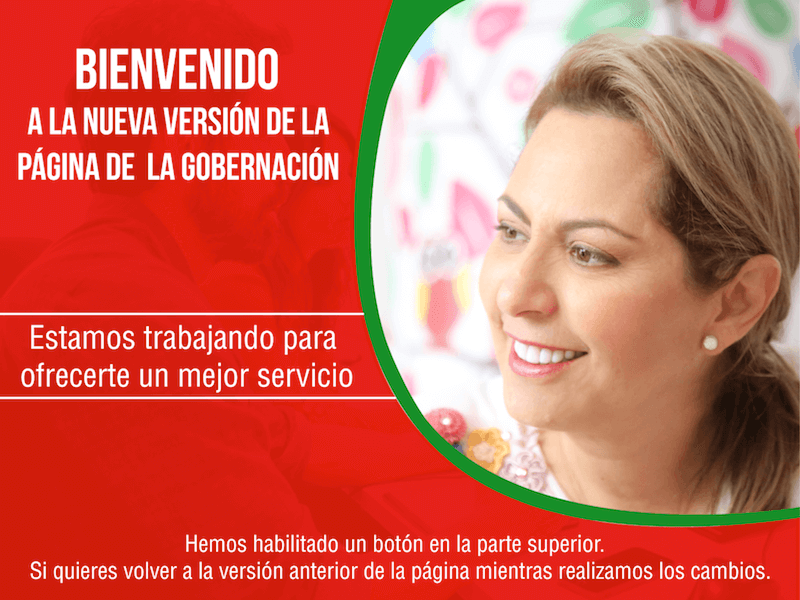 BIENVENIDO
A LA NUEVA VERSIÓN DE LA
PÁGINA DE LA GOBERNACIÓN
Estamos trabajando para
ofrecerte un mejor servicio
Hemos habilitado un botón en la parte superior.
Si quieres volver a la versión anterior de la página mientras realizamos los cambios.